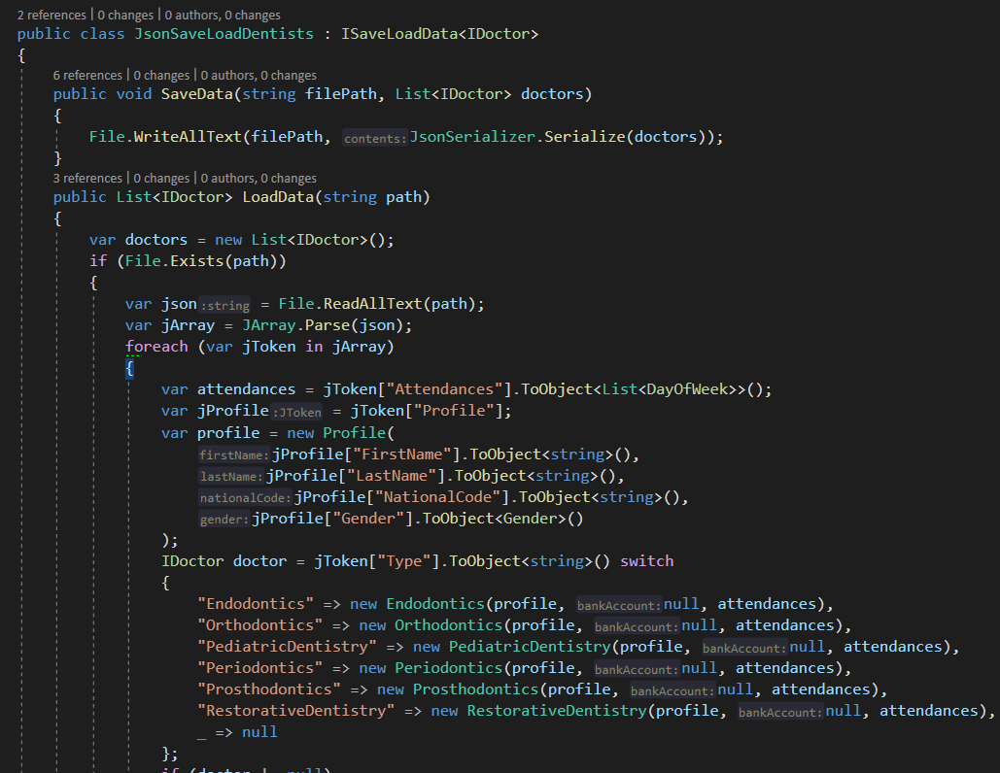 2 references | 0 changes | 0 authors, 0 changes
public class JsonSaveLoadDentists : ISaveLoadData<IDoctor>
{
6 references | 0 changes | 0 authors, 0 changes
public void SaveData(string filePath, List<IDoctor> doctors)
{
File.WriteAllText(filePath, contents:JsonSerializer.Serialize(doctors));
}
3 references | 0 changes | 0 authors, 0 changes
public List<IDoctor> LoadData(string path)
{
var doctors = new List<IDoctor>();
if (File.Exists(path))
{
var json:string = File.ReadAllText(path);
var jArray = JArray.Parse(json);
foreach (var jToken in jArray)
{
var attendances = jToken["Attendances"].ToObject<List<DayOfWeek>>();
var jProfile:JToken = jToken["Profile"];
var profile = new Profile(
firstName:jProfile["FirstName"].ToObject<string>(),
lastName:jProfile["LastName"].ToObject<string>(),
nationalCode:jProfile["NationalCode"].ToObject<string>(),
gender:jProfile["Gender"].ToObject<Gender>()
);
IDoctor doctor = jToken["Type"].ToObject<string>() switch
{
"Endodontics" => new Endodontics(profile, bankAccount:null, attendances),
"Orthodontics" => new Orthodontics(profile, bankAccount:null, attendances),
"PediatricDentistry" => new PediatricDentistry(profile, bankAccount:null, attendances),
"Periodontics" => new Periodontics(profile, bankAccount:null, attendances),
"Prosthodontics" => new Prosthodontics(profile, bankAccount:null, attendances),
"RestorativeDentistry" => new RestorativeDentistry(profile, bankAccount:null, attendances),
_ => null
};
if (doctor != null)